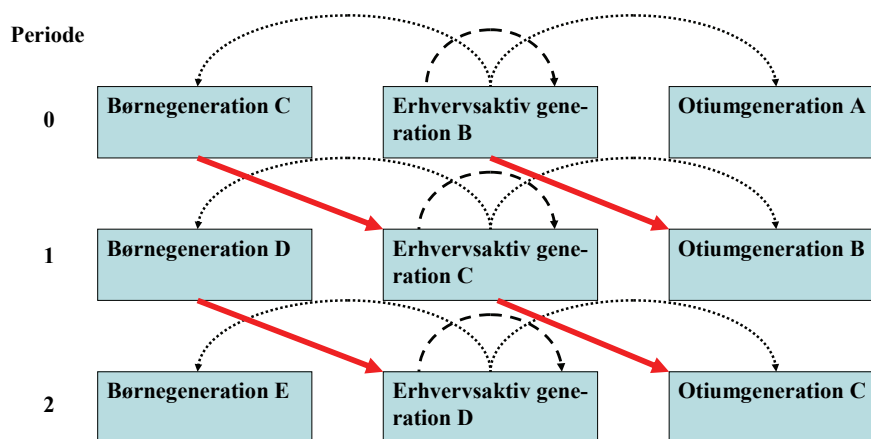 Periode
0
Børnegeneration C
Erhvervsaktiv gene-
ration B
Otiumgeneration A
1
Børnegeneration D
Erhvervsaktiv gene-
ration C
Otiumgeneration B
2
Børnegeneration E
Erhvervsaktiv gene-
ration D
Otiumgeneration C